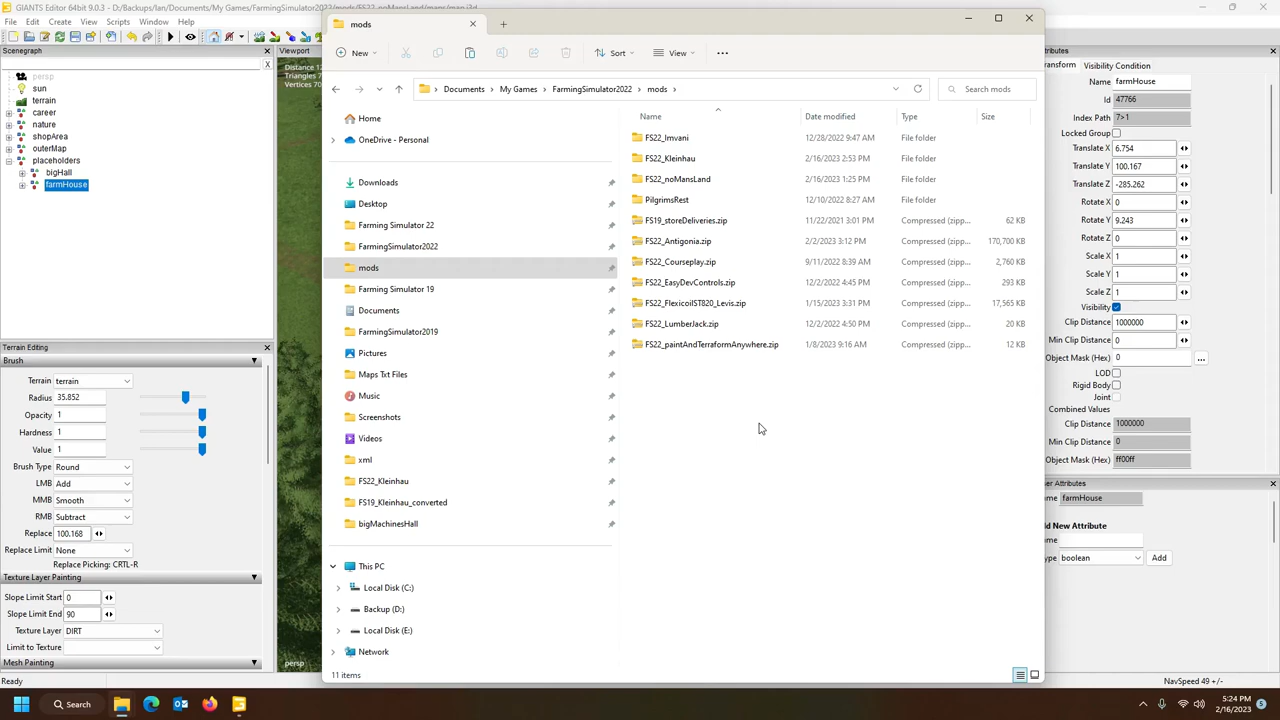 GIANTS Editor 64bit 9.0.3 - D:/Backups/Ian/Documents/My Games/FarmingSimulator2022/mods/FS22_noMansLand/maps/map.i3d
File Edit Create View Scripts Window Help
Scenegraph
persp
sun
terrain
career
nature
shopArea
outerMap
placeholders
bigHall
farmHouse
Terrain Editing
Brush
Terrain terrain
Radius 35.852
Opacity 1
Hardness 1
Value 1
Brush Type Round
LMB Add
MMB Smooth
RMB Subtract
Replace 100.168
Replace Limit None
Replace Picking: CRTL-R
Texture Layer Painting
Slope Limit Start 0
Slope Limit End 90
Texture Layer DIRT
Limit to Texture
Mesh Painting
Ready
Viewport
Distance 1
Triangles 7
Vertices 70
persp
mods
New
Sort
View
Documents > My Games > FarmingSimulator2022 > mods >
Search mods
Home
OneDrive - Personal
Downloads
Desktop
Farming Simulator 22
FarmingSimulator2022
mods
Farming Simulator 19
Documents
FarmingSimulator2019
Pictures
Maps Txt Files
Music
Screenshots
Videos
xml
FS22_Kleinhau
FS19_Kleinhau_converted
bigMachinesHall
This PC
Local Disk (C:)
Backup (D:)
Local Disk (E:)
Network
Name Date modified Type Size
FS22_Imvani 12/28/2022 9:47 AM File folder
FS22_Kleinhau 2/16/2023 2:53 PM File folder
FS22_noMansLand 2/16/2023 1:25 PM File folder
PilgrimsRest 12/10/2022 8:27 AM File folder
FS19_storeDeliveries.zip 11/22/2021 3:01 PM Compressed (zipp... 62 KB
FS22_Antigonia.zip 2/2/2023 3:12 PM Compressed (zipp... 170,700 KB
FS22_Courseplay.zip 9/11/2022 8:39 AM Compressed (zipp... 2,760 KB
FS22_EasyDevControls.zip 12/2/2022 4:45 PM Compressed (zipp... 293 KB
FS22_FlexicoilST820_Levis.zip 1/15/2023 3:31 PM Compressed (zipp... 17,565 KB
FS22_LumberJack.zip 12/2/2022 4:50 PM Compressed (zipp... 20 KB
FS22_paintAndTerraformAnywhere.zip 1/8/2023 9:16 AM Compressed (zipp... 12 KB
11 items
ttributes
ransform Visibility Condition
Name farmHouse
Id 47766
Index Path 7>1
Locked Group
Translate X 6.754
Translate Y 100.167
Translate Z -285.262
Rotate X 0
Rotate Y 9.243
Rotate Z 0
Scale X 1
Scale Y 1
Scale Z 1
Visibility
Clip Distance 1000000
Min Clip Distance 0
Object Mask (Hex) 0 ...
LOD
Rigid Body
Joint
Combined Values
Clip Distance 1000000
Min Clip Distance 0
Object Mask (Hex) ff00ff
er Attributes
ame farmHouse
dd New Attribute
ame
ype boolean Add
NavSpeed 49 +/-
Search
5:24 PM
2/16/2023
5